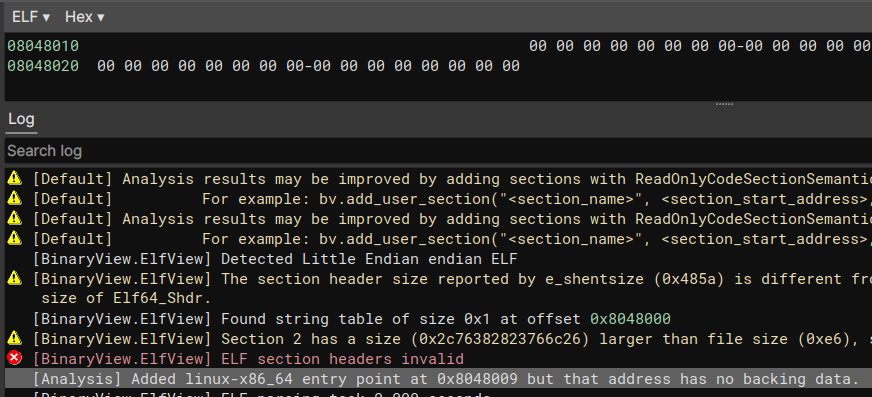 ELF ▾ Hex ▾
08048010 00 00 00 00 00 00 00 00-00 00 00 00 00
08048020 00 00 00 00 00 00 00 00-00 00 00 00 00 00 00 00
Log
Search log
[Default] Analysis results may be improved by adding sections with ReadOnlyCodeSectionSemantic
[Default] For example: bv.add_user_section("<section_name>", <section_start_address>,
[Default] Analysis results may be improved by adding sections with ReadOnlyCodeSectionSemantic
[Default] For example: bv.add_user_section("<section_name>", <section_start_address>,
[BinaryView.ElfView] Detected Little Endian endian ELF
[BinaryView.ElfView] The section header size reported by e_shentsize (0x485a) is different fr
size of Elf64_Shdr.
[BinaryView.ElfView] Found string table of size 0x1 at offset 0x8048000
[BinaryView.ElfView] Section 2 has a size (0x2c76382823766c26) larger than file size (0xe6), s
[BinaryView.ElfView] ELF section headers invalid
[Analysis] Added linux-x86_64 entry point at 0x8048009 but that address has no backing data.